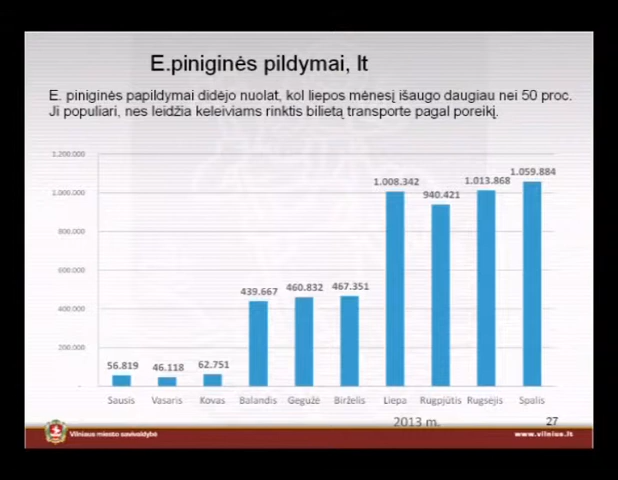 E.piniginės pildymai, lt
E. piniginės papildymai didėjo nuolat, kol liepos mėnesį išaugo daugiau nei 50 proc.
Ji populiari, nes leidžia keleiviams rinktis bilietą transporte pagal poreikį.
1.200.000
1.000.000
800.000
600.000
400.000
200.000
-
56.819
46.118
62.751
439.667
460.832
467.351
1.008.342
940.421
1.013.868
1.059.884
Sausis Vasaris Kovas Balandis Gegužė Birželis Liepa Rugpjūtis Rugsėjis Spalis
2013 m.
27
Vilniaus miesto savivaldybė
www.vilnius.lt